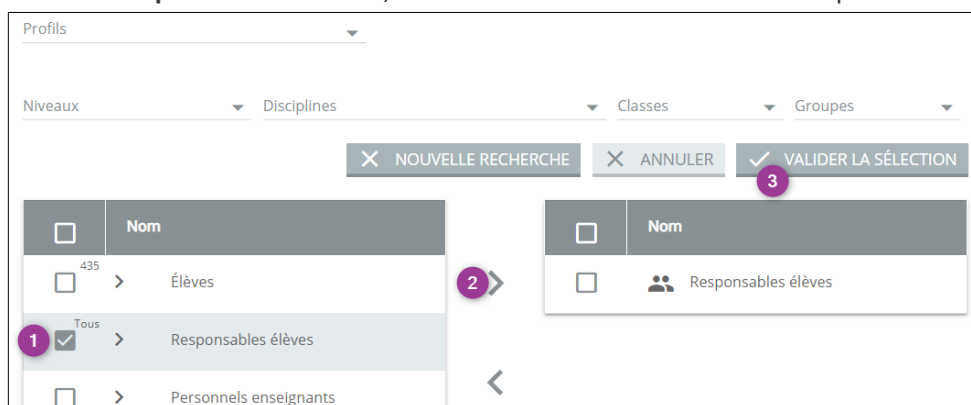 Profils
Niveaux Disciplines Classes Groupes
NOUVELLE RECHERCHE ANNULER VALIDER LA SÉLECTION
3
Nom Nom
435
Élèves 2 Responsables élèves
Tous
1 Responsables élèves
Personnels enseignants